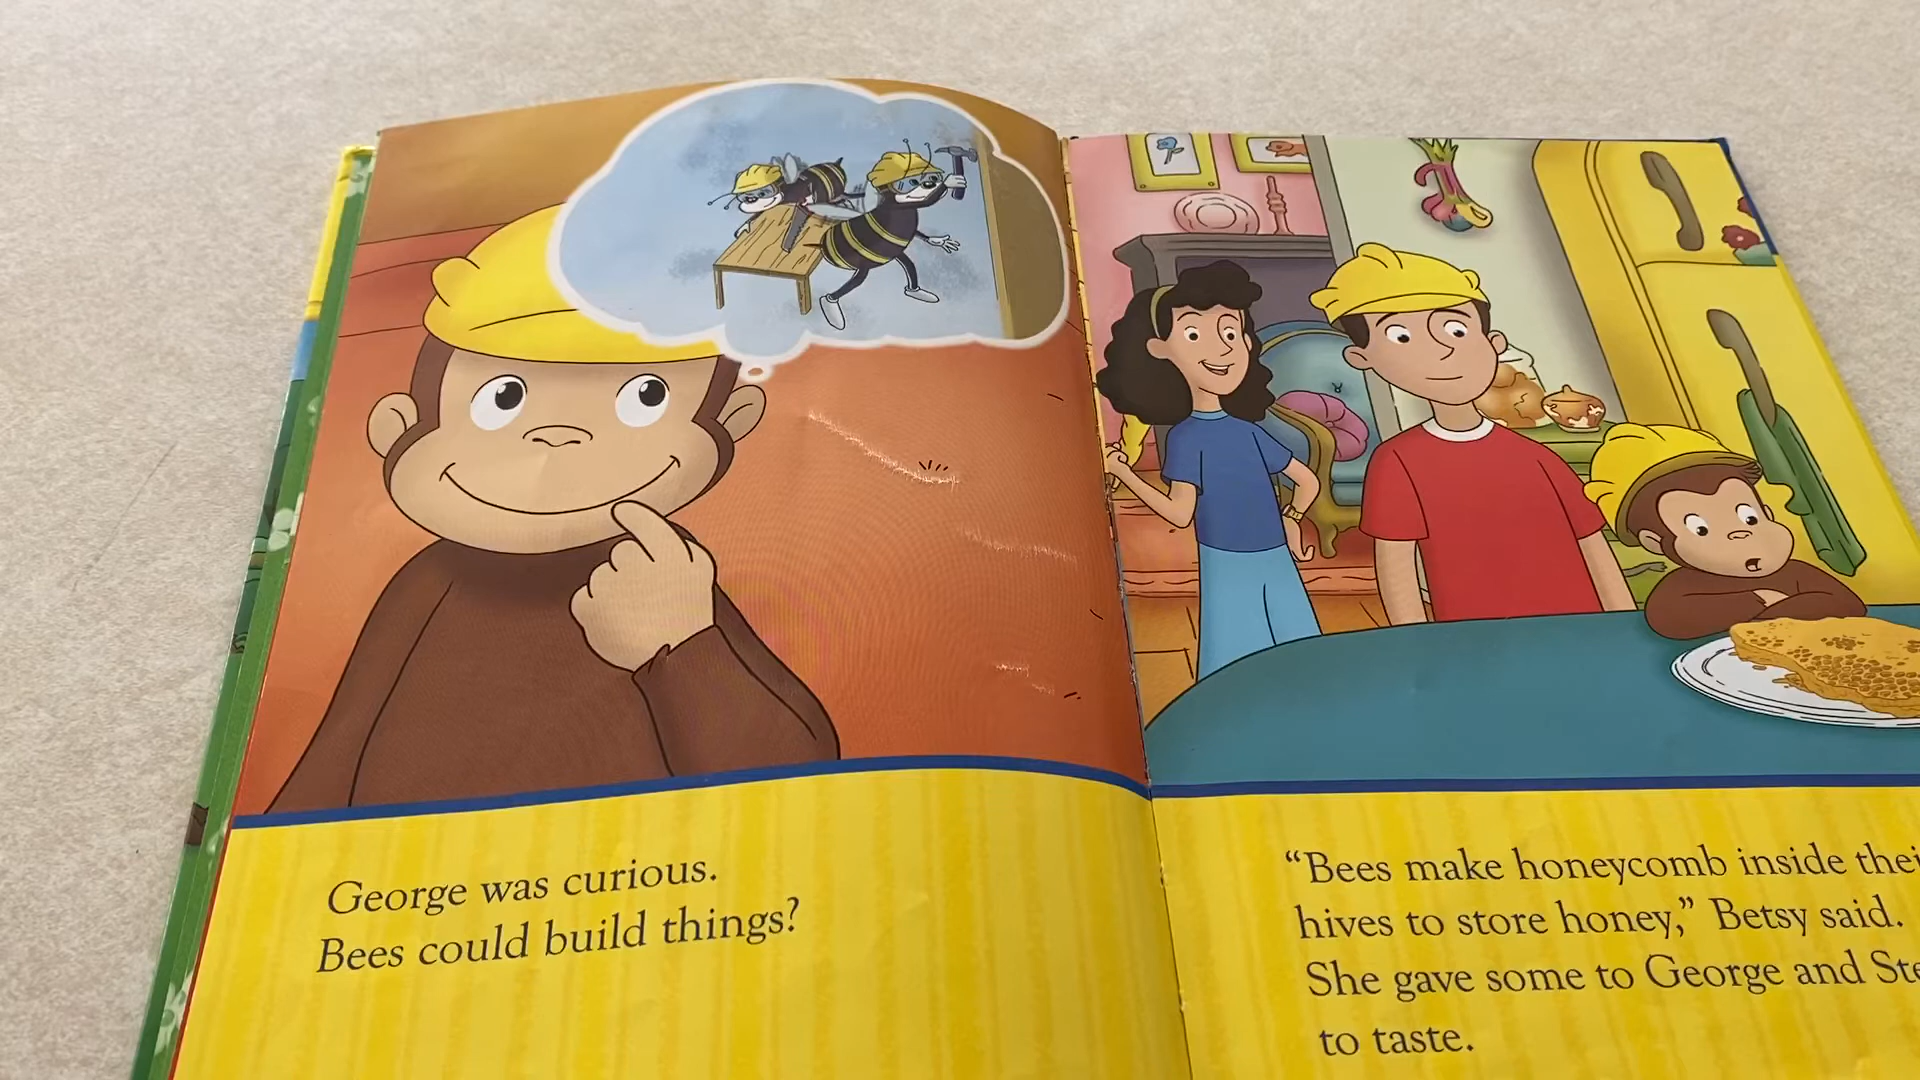 George was curious.
Bees could build things?
“Bees make honeycomb inside thei
hives to store honey,” Betsy said.
She gave some to George and Ste
to taste.